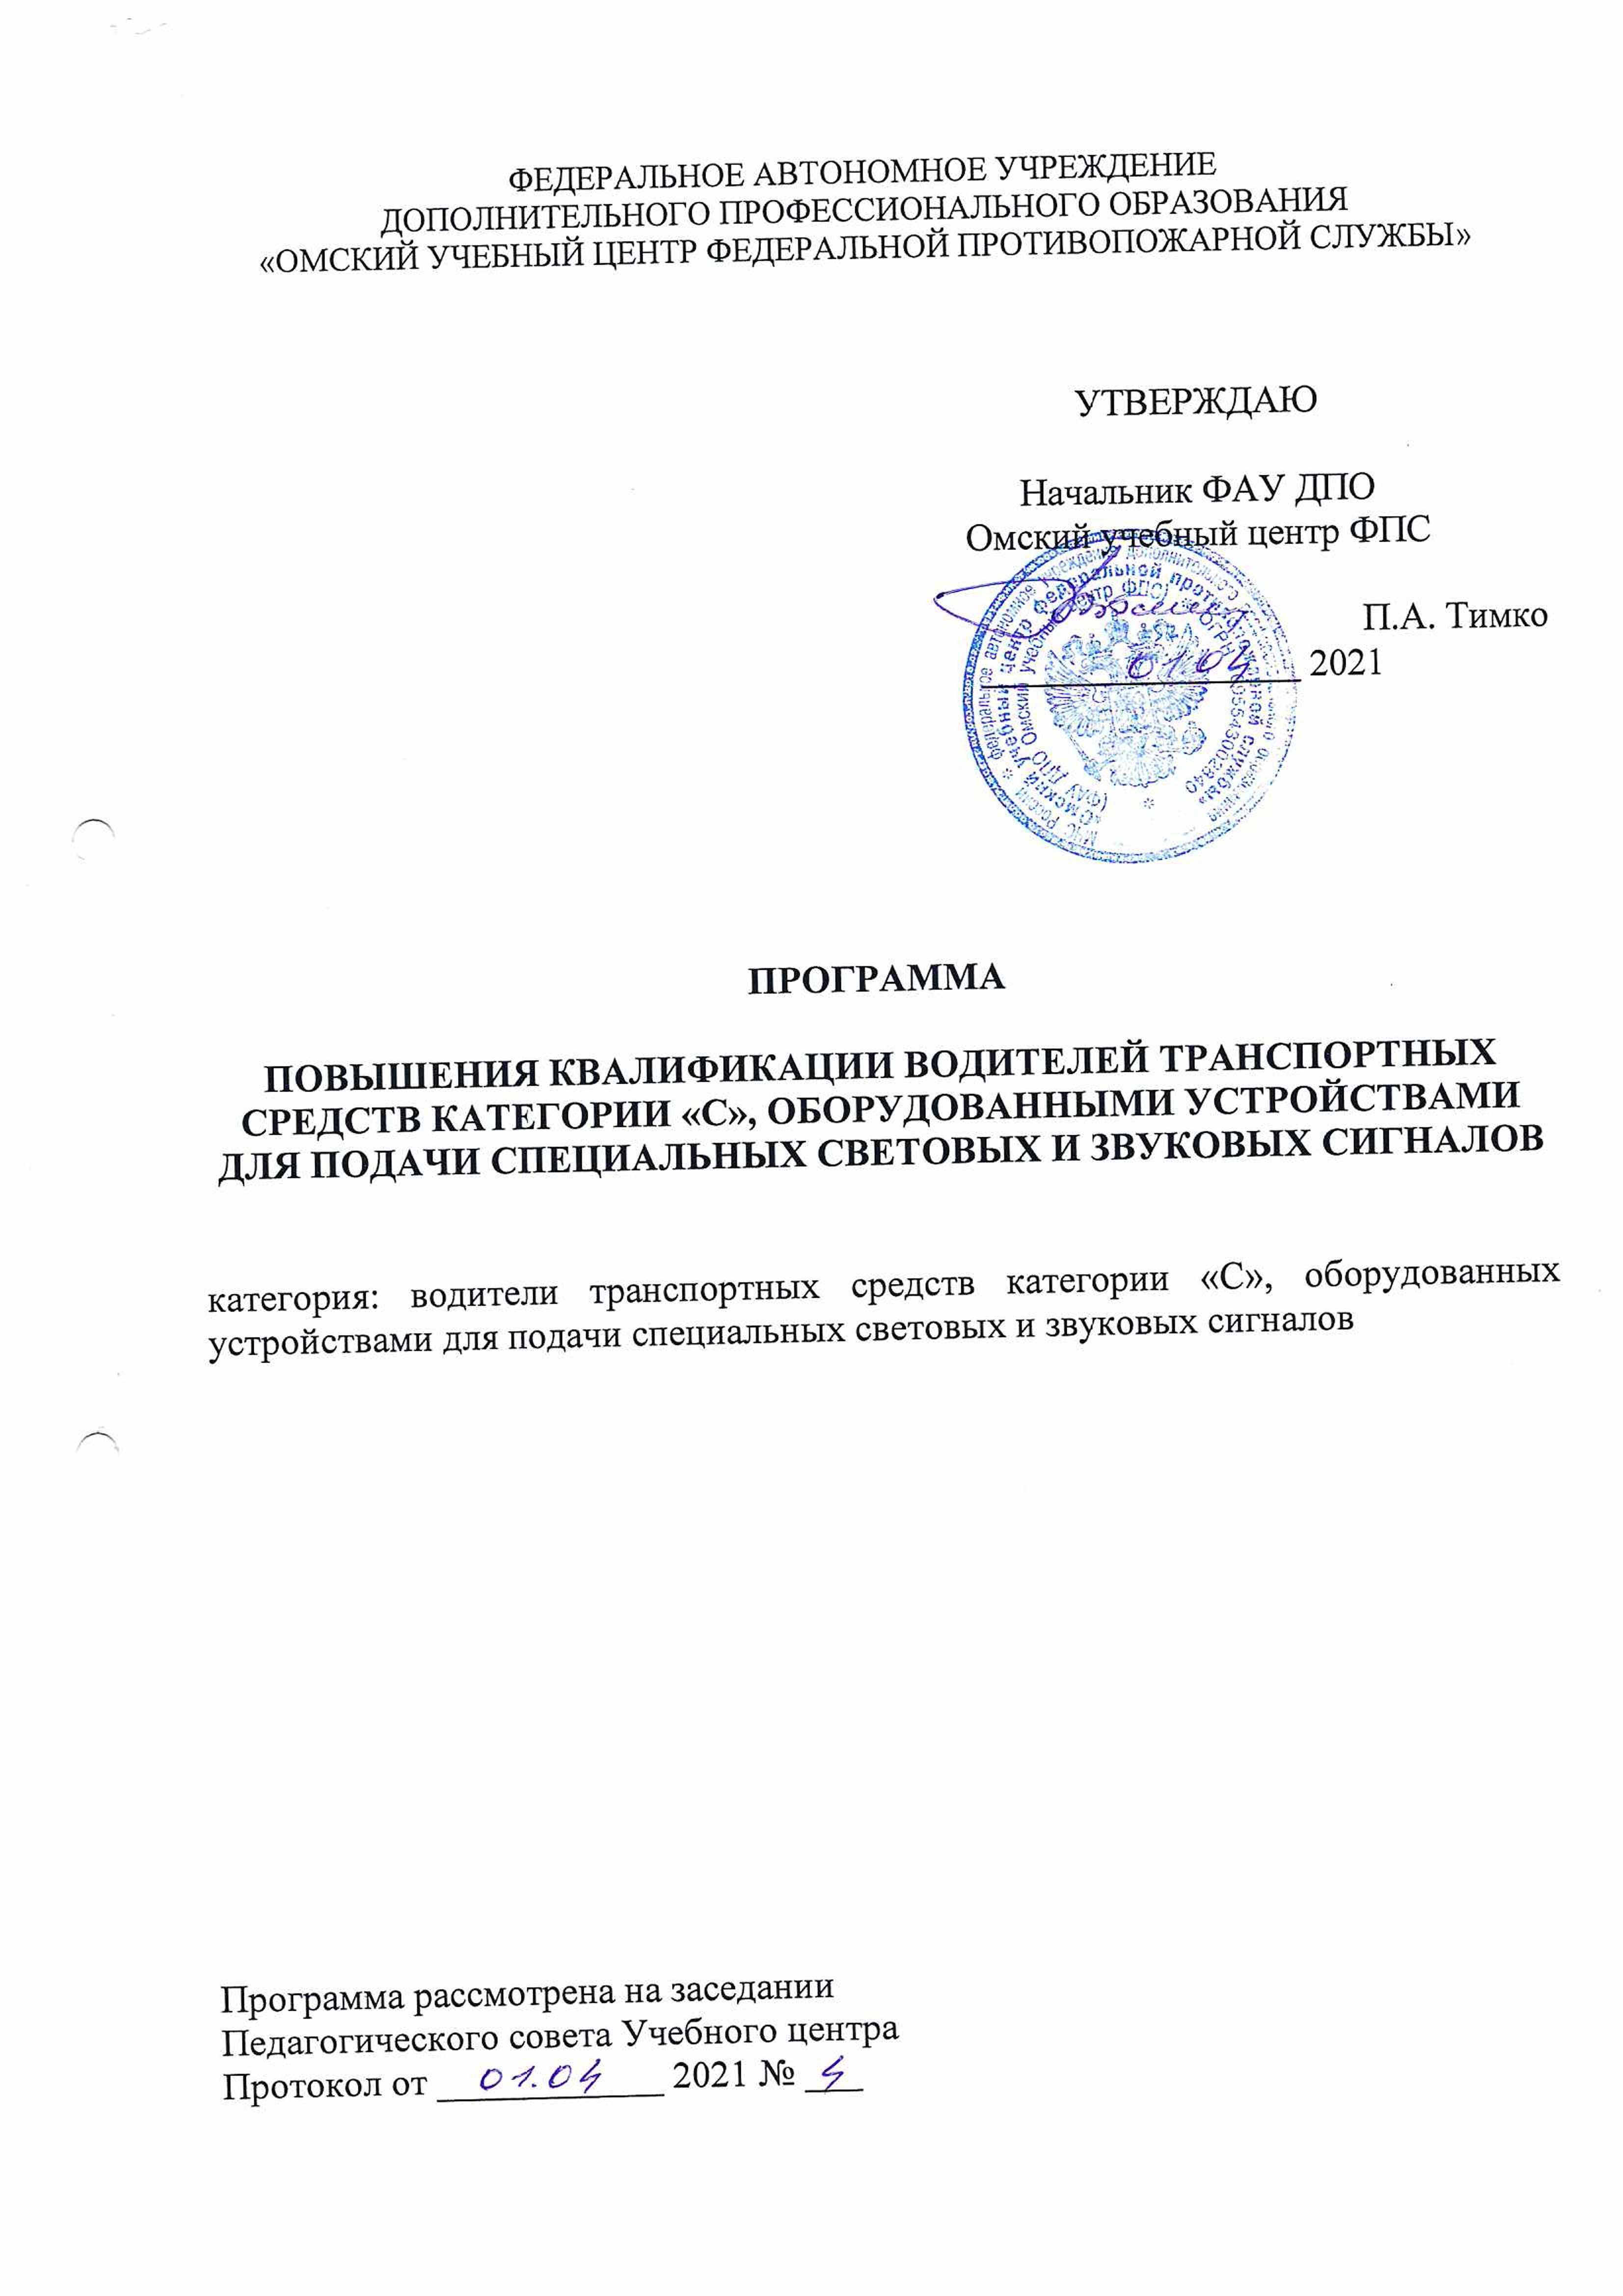 ФЕДЕРАЛЬНОЕ АВТОНОМНОЕ УЧРЕЖДЕНИЕ
ДОПОЛНИТЕЛЬНОГО ПРОФЕССИОНАЛЬНОГО ОБРАЗОВАНИЯ
«ОМСКИЙ УЧЕБНЫЙ ЦЕНТР ФЕДЕРАЛЬНОЙ ПРОТИВОПОЖАРНОЙ СЛУЖБЫ»
УТВЕРЖДАЮ
Начальник ФАУ ДПО
Омский учебный центр ФПС
П.А. Тимко
01.04 2021
ПРОГРАММА
ПОВЫШЕНИЯ КВАЛИФИКАЦИИ ВОДИТЕЛЕЙ ТРАНСПОРТНЫХ
СРЕДСТВ КАТЕГОРИИ «С», ОБОРУДОВАННЫМИ УСТРОЙСТВАМИ
ДЛЯ ПОДАЧИ СПЕЦИАЛЬНЫХ СВЕТОВЫХ И ЗВУКОВЫХ СИГНАЛОВ
категория: водители транспортных средств категории «С», оборудованных
устройствами для подачи специальных световых и звуковых сигналов
Программа рассмотрена на заседании
Педагогического совета Учебного центра
Протокол от 01.04 2021 № 4